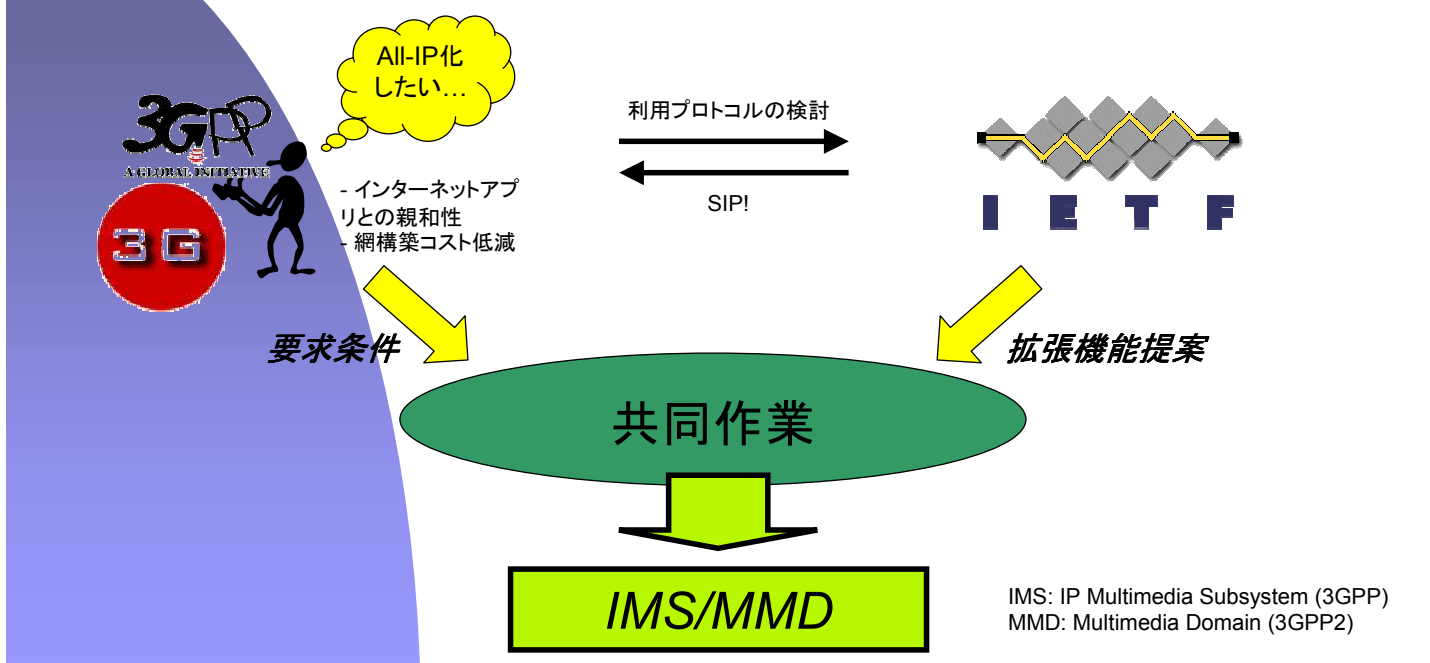 All-IP化
したい…
3GPP
A GLOBAL INITIATIVE
3G
- インターネットアプ
リとの親和性
- 網構築コスト低減
利用プロトコルの検討
SIP!
I E T F
要求条件
拡張機能提案
共同作業
IMS/MMD
IMS: IP Multimedia Subsystem (3GPP)
MMD: Multimedia Domain (3GPP2)